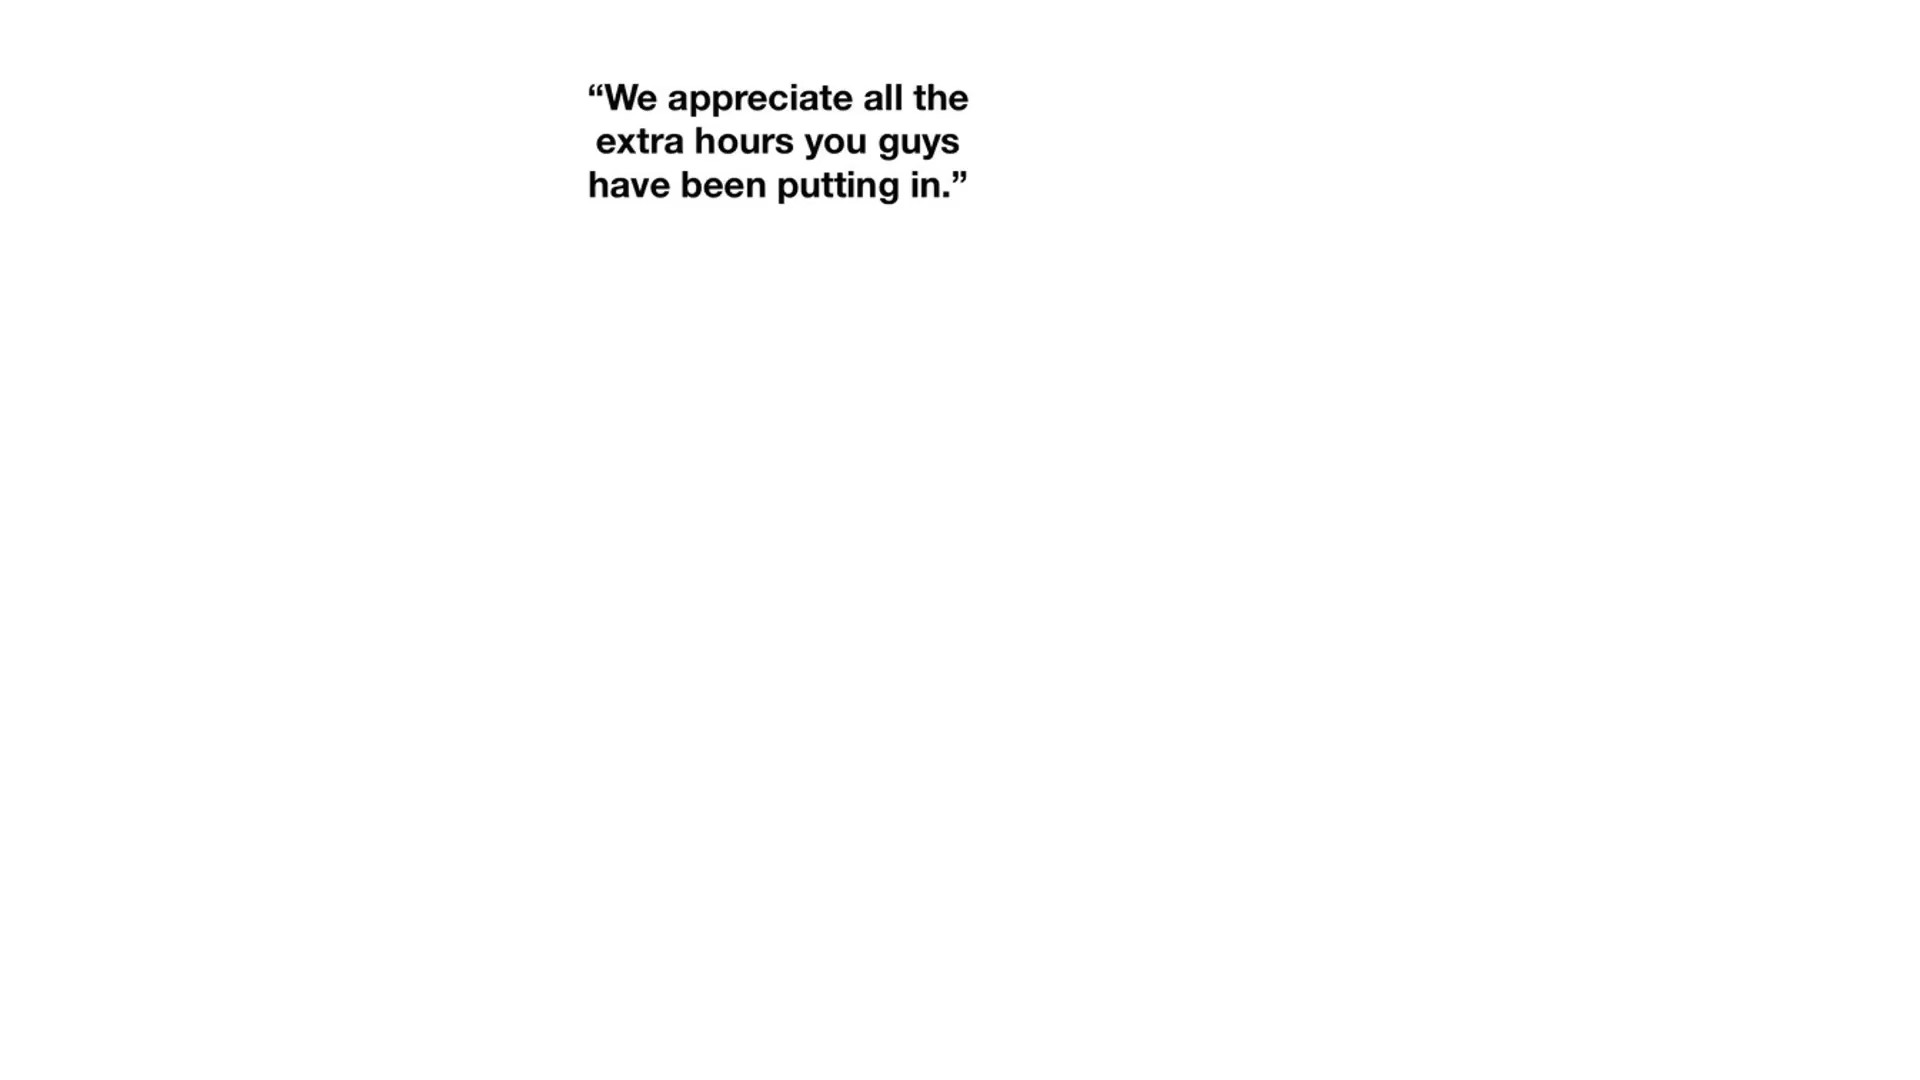 “We appreciate all the
extra hours you guys
have been putting in.”